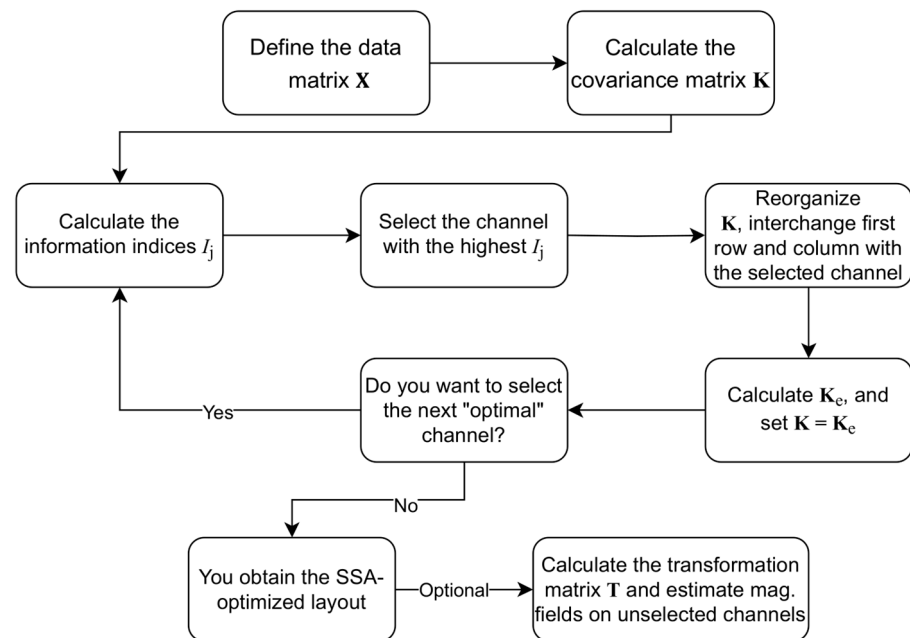 Define the data
matrix X
Calculate the
covariance matrix K
Calculate the
information indices Ij
Select the channel
with the highest Ij
Reorganize
K, interchange first
row and column with
the selected channel
Calculate Ke, and
set K = Ke
Do you want to select
the next "optimal"
channel?
Yes
No
You obtain the SSA-
optimized layout
Optional
Calculate the transformation
matrix T and estimate mag.
fields on unselected channels